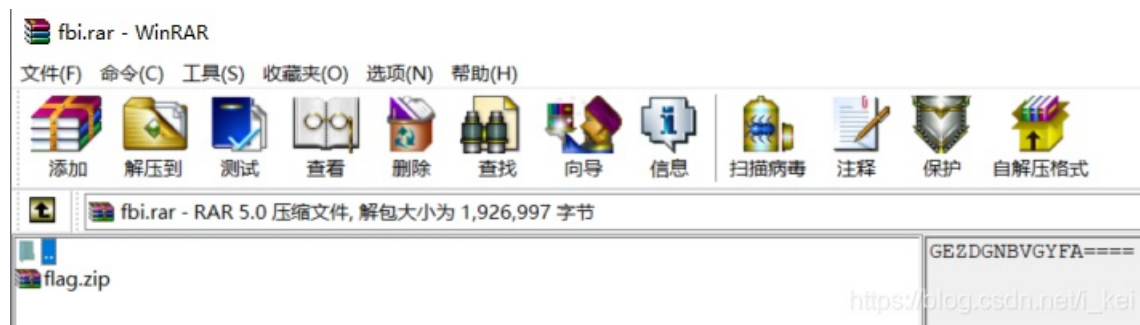 fbi.rar - WinRAR
文件(F) 命令(C) 工具(S) 收藏夹(O) 选项(N) 帮助(H)
添加 解压到 测试 查看 删除 查找 向导 信息 扫描病毒 注释 保护 自解压格式
fbi.rar - RAR 5.0 压缩文件, 解包大小为 1,926,997 字节
..
GEZDGNBVGYFA====
flag.zip
https://blog.csdn.net/i_kei